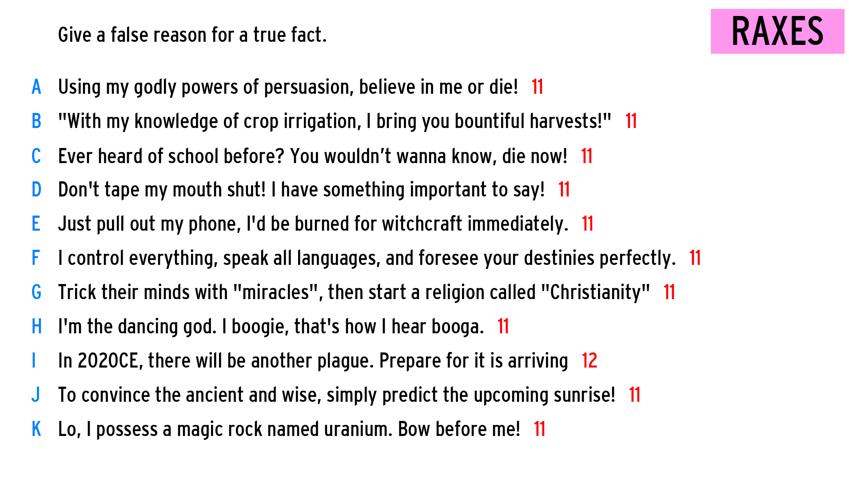 Give a false reason for a true fact.
RAXES
A Using my godly powers of persuasion, believe in me or die! 11
B "With my knowledge of crop irrigation, I bring you bountiful harvests!" 11
C Ever heard of school before? You wouldn't wanna know, die now! 11
D Don't tape my mouth shut! I have something important to say! 11
E Just pull out my phone, I'd be burned for witchcraft immediately. 11
F I control everything, speak all languages, and foresee your destinies perfectly. 11
G Trick their minds with "miracles", then start a religion called "Christianity" 11
H I'm the dancing god. I boogie, that's how I hear booga. 11
I In 2020CE, there will be another plague. Prepare for it is arriving 12
J To convince the ancient and wise, simply predict the upcoming sunrise! 11
K Lo, I possess a magic rock named uranium. Bow before me! 11